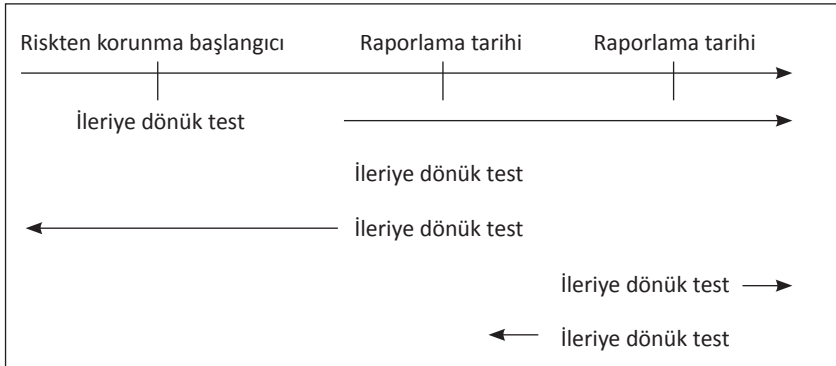 Riskten korunma başlangıcı Raporlama tarihi Raporlama tarihi
İleriye dönük test
İleriye dönük test
İleriye dönük test
İleriye dönük test
İleriye dönük test